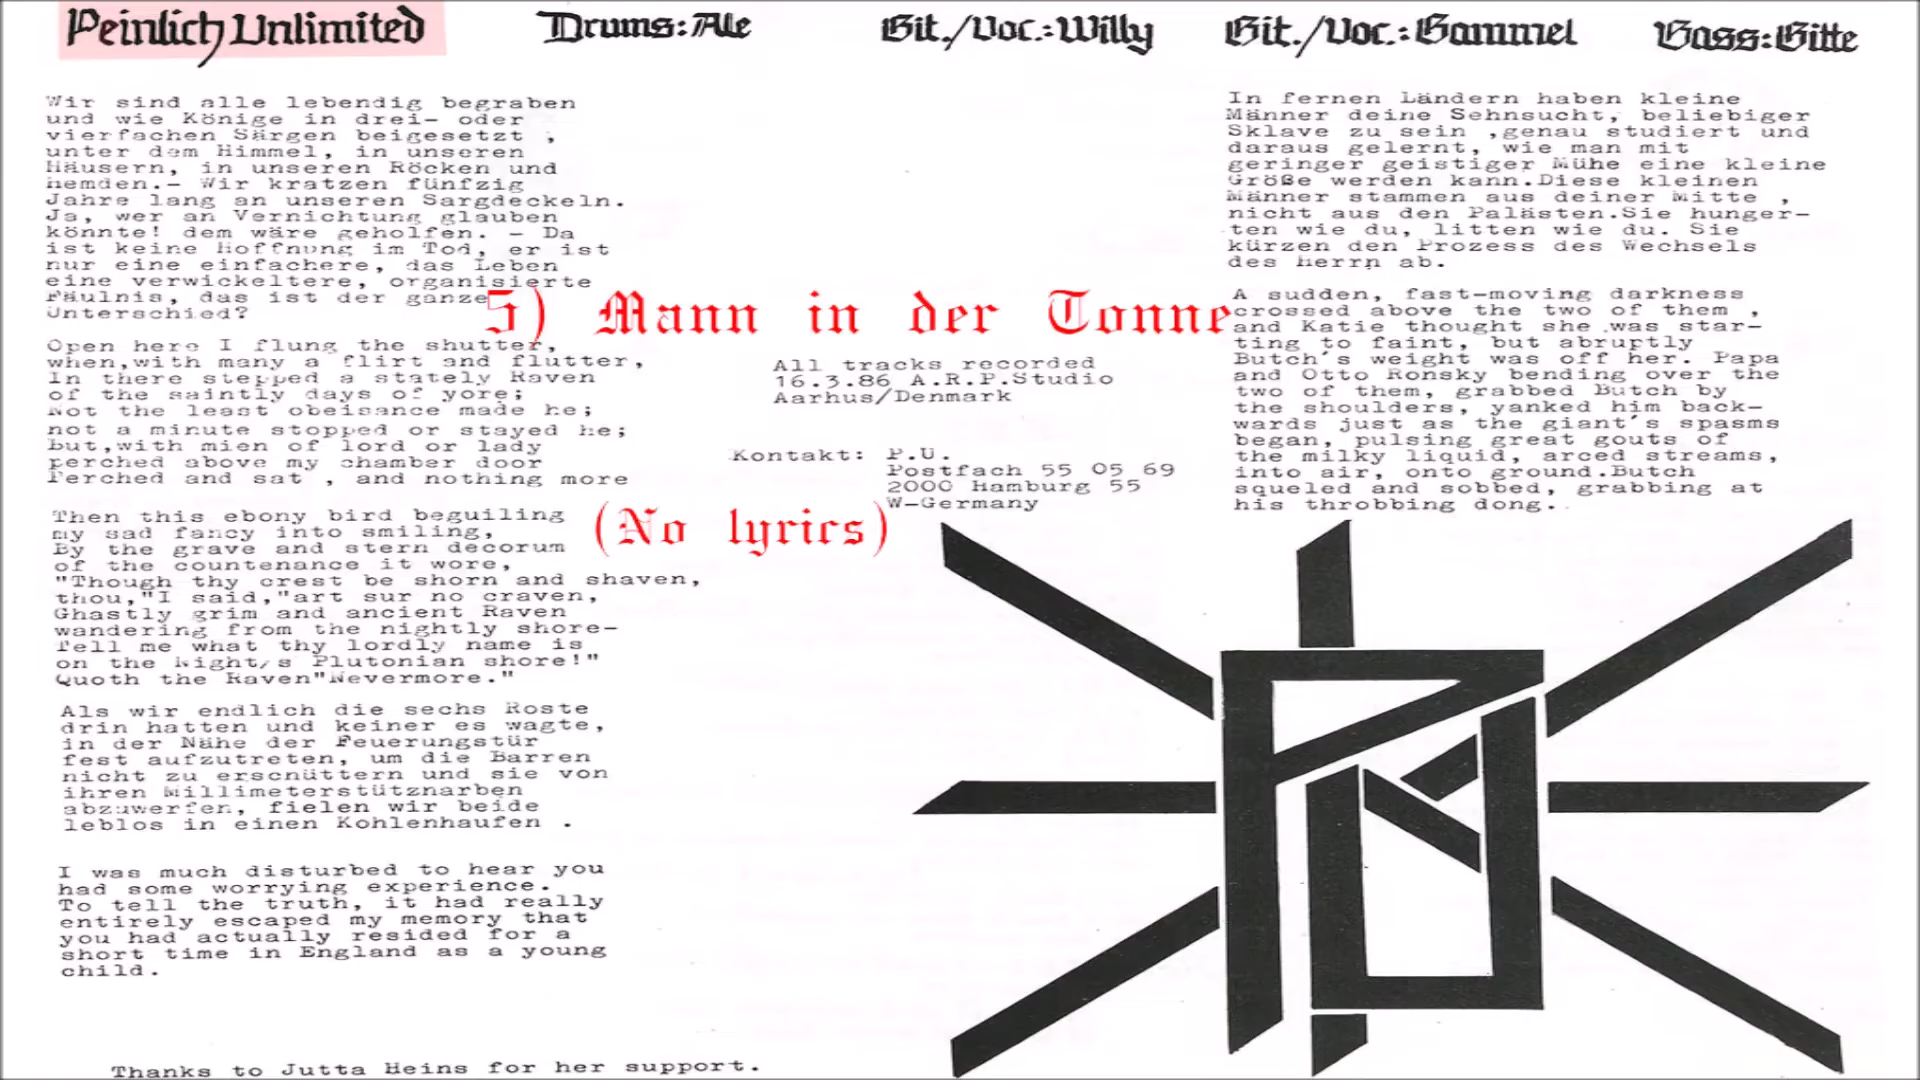 Peinlich Unlimited
Drums: Ale
Git./Voc.: Willy
Git./Voc.: Gammel
Bass: Gitte
Wir sind alle lebendig begraben
und wie Könige in drei- oder
vierfachen Särgen beigesetzt ,
unter dem Himmel, in unseren
Häusern, in unseren Röcken und
Hemden.- Wir kratzen fünfzig
Jahre lang an unseren Sargdeckeln.
Ja, wer an Vernichtung glauben
könnte! dem wäre geholfen. - Da
ist keine Hoffnung im Tod, er ist
nur eine einfachere, das Leben
eine verwickeltere, organisierte
Fäulnis, das ist der ganze
Unterschied?
Open here I flung the shutter,
when,with many a flirt and flutter,
In there stepped a stately Raven
of the saintly days of yore;
Not the least obeisance made he;
not a minute stopped or stayed he;
But,with mien of lord or lady
perched above my chamber door
Perched and sat , and nothing more
Then this ebony bird beguiling
my sad fancy into smiling,
By the grave and stern decorum
of the countenance it wore,
"Though thy crest be shorn and shaven,
thou,"I said,"art sur no craven,
Ghastly grim and ancient Raven
wandering from the nightly shore-
Tell me what thy lordly name is
on the Night/s Plutonian shore!"
Quoth the Raven"Nevermore."
Als wir endlich die sechs Roste
drin hatten und keiner es wagte,
in der Nähe der Feuerungstür
fest aufzutreten, um die Barren
nicht zu erschüttern und sie von
ihren Millimeterstütznarben
abzuwerfen, fielen wir beide
leblos in einen Kohlenhaufen .
I was much disturbed to hear you
had some worrying experience.
To tell the truth, it had really
entirely escaped my memory that
you had actually resided for a
short time in England as a young
child.
Thanks to Jutta Heins for her support.
5) Mann in der Tonne
All tracks recorded
16.3.86 A.R.P.Studio
Aarhus/Denmark
Kontakt: P.U.
Postfach 55 05 69
2000 Hamburg 55
W-Germany
(No lyrics)
In fernen Ländern haben kleine
Männer deine Sehnsucht, beliebiger
Sklave zu sein ,genau studiert und
daraus gelernt, wie man mit
geringer geistiger Mühe eine kleine
Größe werden kann.Diese kleinen
Männer stammen aus deiner Mitte ,
nicht aus den Palästen.Sie hunger-
ten wie du, litten wie du. Sie
kürzen den Prozess des Wechsels
des Herrn ab.
A sudden, fast-moving darkness
crossed above the two of them ,
and Katie thought she was star-
ting to faint, but abruptly
Butch's weight was off her. Papa
and Otto Ronsky bending over the
two of them, grabbed Butch by
the shoulders, yanked him back-
wards just as the giant's spasms
began, pulsing great gouts of
the milky liquid, arced streams,
into air, onto ground.Butch
squeled and sobbed, grabbing at
his throbbing dong.